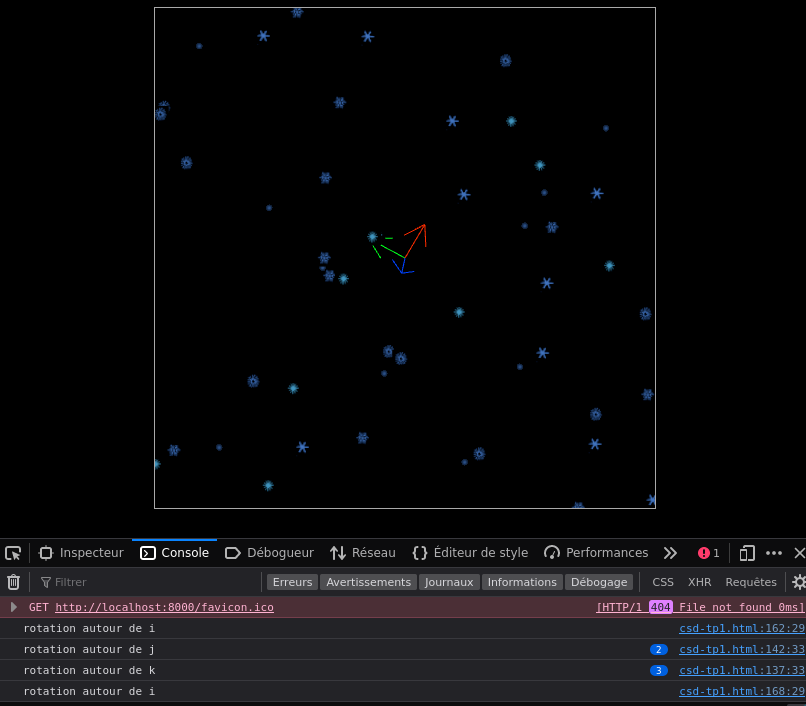 Inspecteur Console Débogueur Réseau Éditeur de style Performances 1
Filtrer Erreurs Avertissements Journaux Informations Débogage CSS XHR Requêtes
GET http://localhost:8000/favicon.ico [HTTP/1 404 File not found 0ms]
rotation autour de i csd-tp1.html:162:29
rotation autour de j 2 csd-tp1.html:142:33
rotation autour de k 3 csd-tp1.html:137:33
rotation autour de i csd-tp1.html:168:29